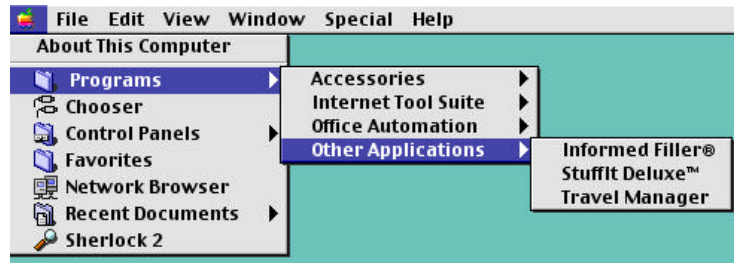 File Edit View Window Special Help
About This Computer
Programs
Chooser
Control Panels
Favorites
Network Browser
Recent Documents
Sherlock 2
Accessories
Internet Tool Suite
Office Automation
Other Applications
Informed Filler®
StuffIt Deluxe™
Travel Manager